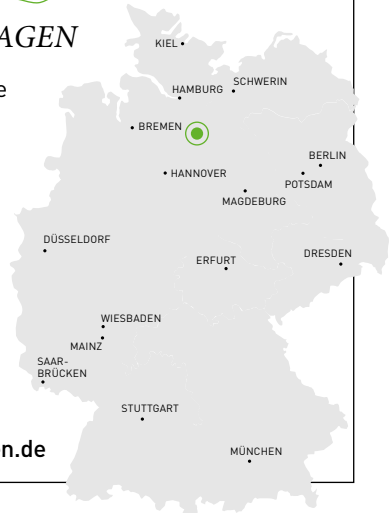 AGEN
KIEL
e
HAMBURG
SCHWERIN
BREMEN
HANNOVER
BERLIN
POTSDAM
MAGDEBURG
DÜSSELDORF
ERFURT
DRESDEN
WIESBADEN
MAINZ
SAAR-
BRÜCKEN
STUTTGART
n.de
MÜNCHEN